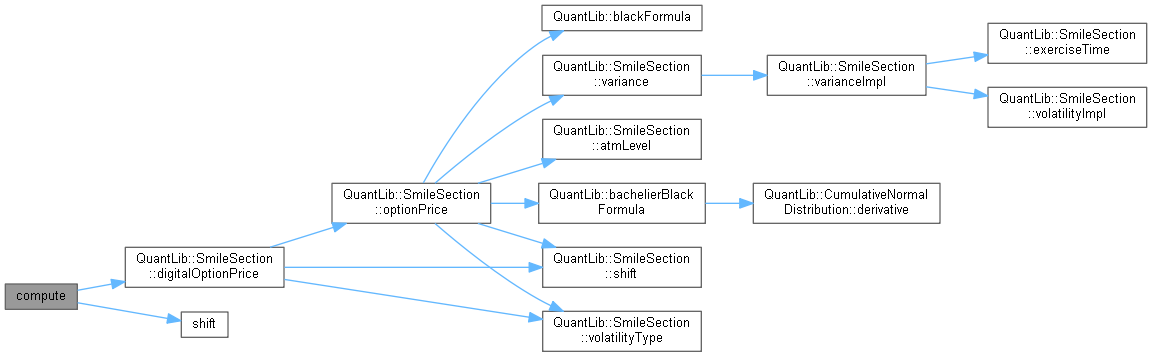 compute
QuantLib::SmileSection
::digitalOptionPrice
shift
QuantLib::SmileSection
::optionPrice
QuantLib::blackFormula
QuantLib::SmileSection
::variance
QuantLib::SmileSection
::atmLevel
QuantLib::bachelierBlack
Formula
QuantLib::SmileSection
::shift
QuantLib::SmileSection
::volatilityType
QuantLib::SmileSection
::varianceImpl
QuantLib::CumulativeNormal
Distribution::derivative
QuantLib::SmileSection
::exerciseTime
QuantLib::SmileSection
::volatilityImpl